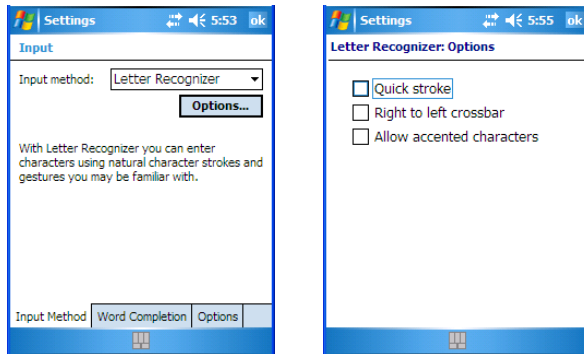 Settings 5:53 ok
Input
Input method: Letter Recognizer
Options...
With Letter Recognizer you can enter
characters using natural character strokes and
gestures you may be familiar with.
Input Method Word Completion Options
Settings 5:55 ok
Letter Recognizer: Options
Quick stroke
Right to left crossbar
Allow accented characters